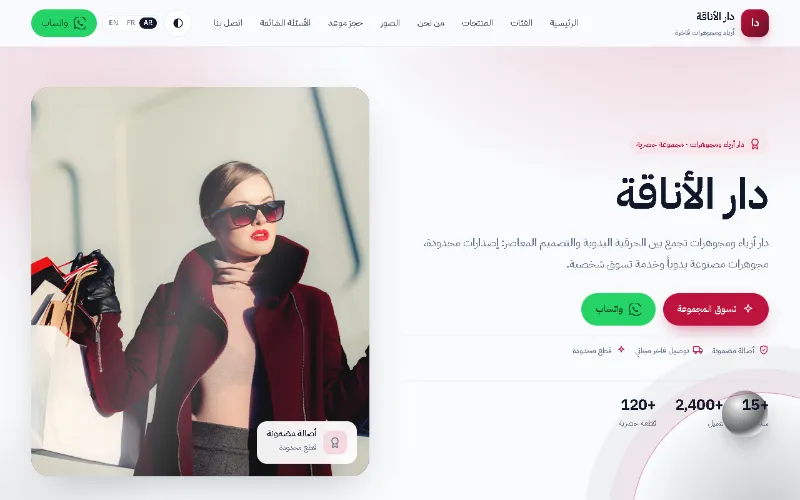 دا
دار الأناقة
أزياء ومجوهرات فاخرة
الرئيسية
الفئات
المنتجات
من نحن
الصور
حجز موعد
الأسئلة الشائعة
اتصل بنا
AR
FR
EN
واتساب
دار أزياء ومجوهرات · مجموعة حصرية
دار الأناقة
دار أزياء ومجوهرات تجمع بين الحرفية اليدوية والتصميم المعاصر: إصدارات محدودة،
مجوهرات مصنوعة يدوياً وخدمة تسوق شخصية.
تسوق المجموعة
واتساب
أصالة مضمونة
توصيل فاخر مجاني
قطع محدودة
15+
2,400+
120+
قطعة حصرية
أصالة مضمونة
قطع محدودة